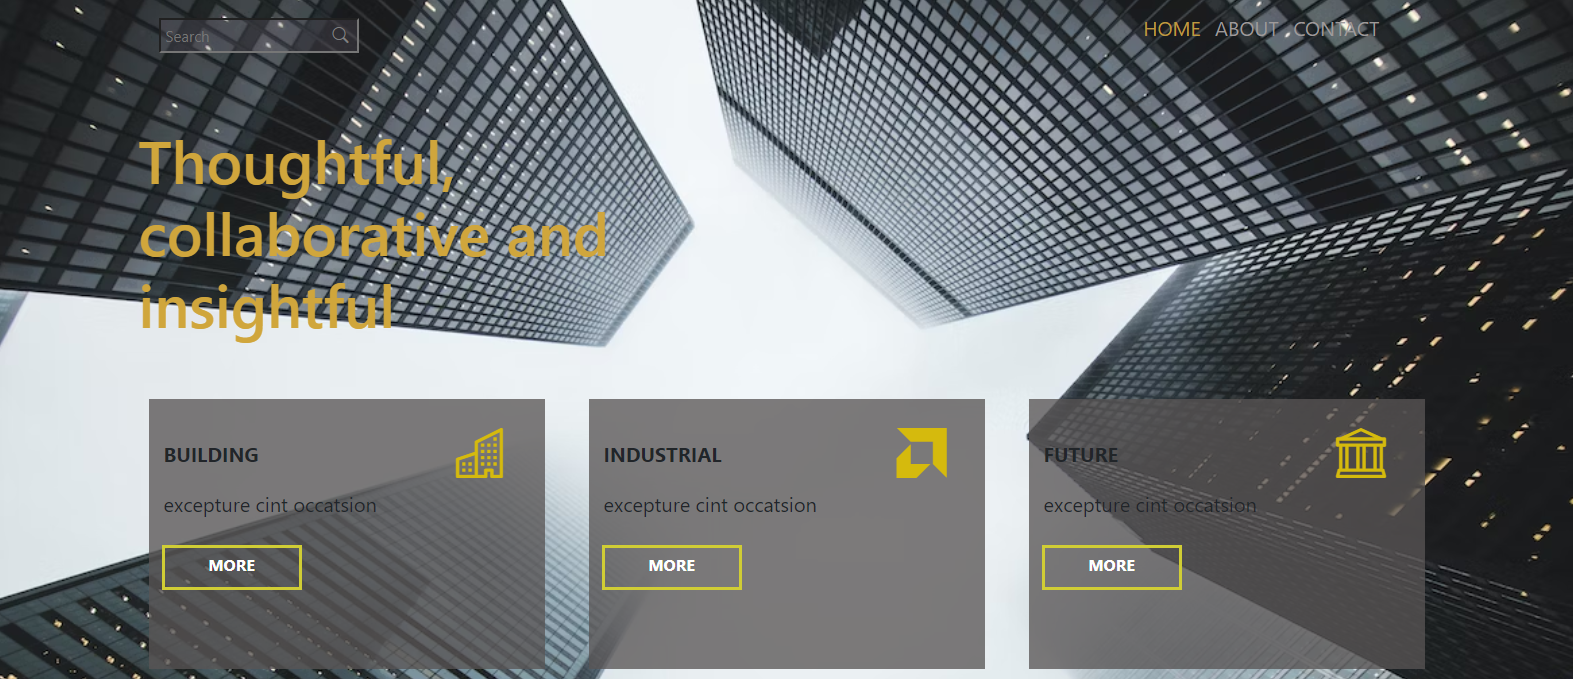 Search
HOME ABOUT CONTACT
Thoughtful,
collaborative and
insightful
BUILDING
excepture cint occatsion
MORE
INDUSTRIAL
excepture cint occatsion
MORE
FUTURE
excepture cint occatsion
MORE